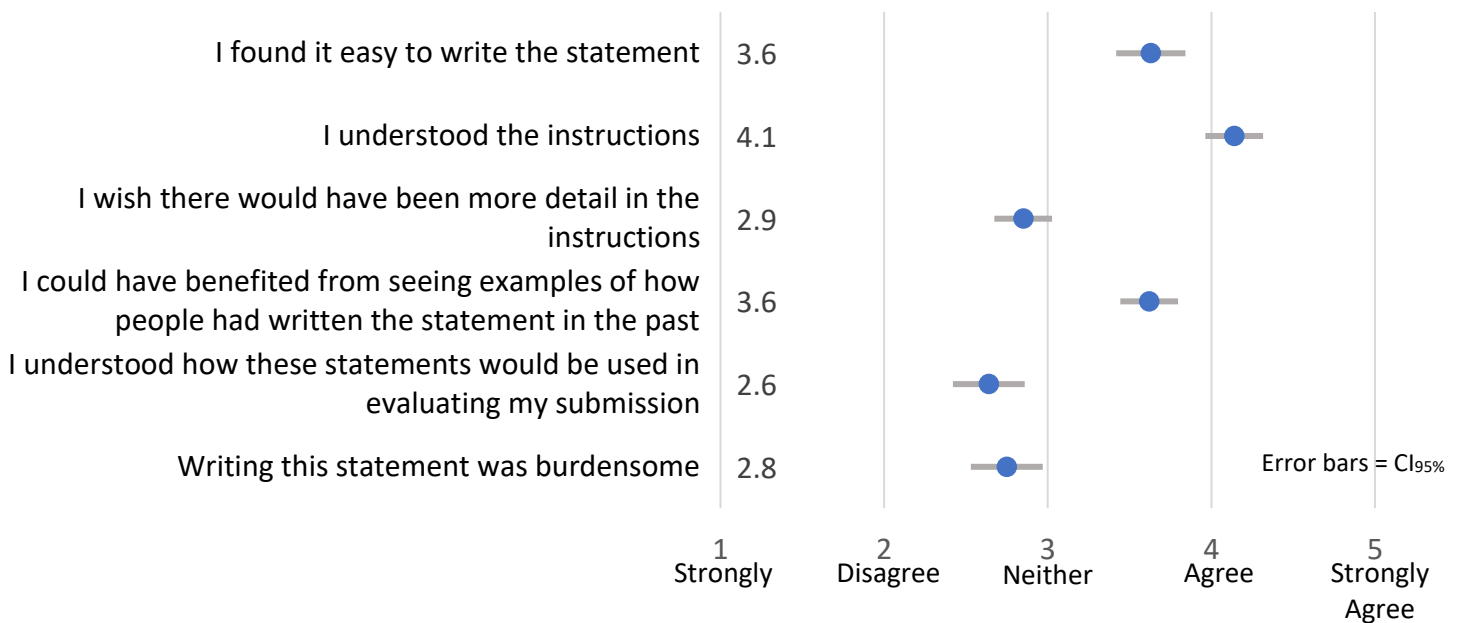 I found it easy to write the statement 3.6
I understood the instructions 4.1
I wish there would have been more detail in the
instructions
2.9
I could have benefited from seeing examples of how
people had written the statement in the past
3.6
I understood how these statements would be used in
evaluating my submission
2.6
Writing this statement was burdensome 2.8
Error bars = CI95%
1 2 3 4 5
Strongly Disagree Neither Agree Strongly
Agree